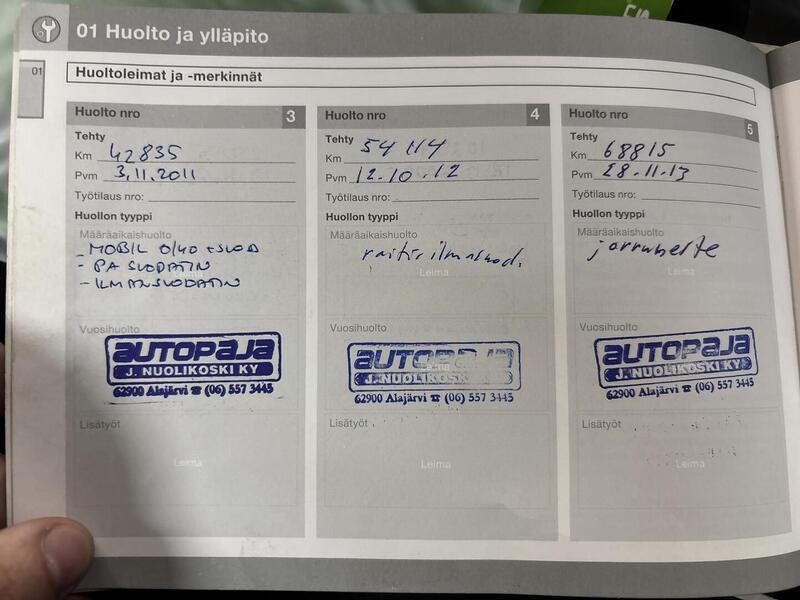 01 Huolto ja ylläpito
01
Huoltoleimat ja -merkinnät
Huolto nro 3
Tehty
Km 42835
Pvm 3.11.2011
Työtilaus nro:
Huollon tyyppi
Määräaikaishuolto
- MOBIL 0/40 + SUOD
- PA SUODATIN
- ILMANSUODATIN
Leima
Vuosihuolto
AUTOPAJA
J. NUOLIKOSKI KY
62900 Alajärvi ☎ (06) 557 3445
Lisätyöt
Leima
Huolto nro 4
Tehty
Km 54114
Pvm 12.10.12
Työtilaus nro:
Huollon tyyppi
Määräaikaishuolto
raitis ilmasuod.
Leima
Vuosihuolto
AUTOPAJA
J. NUOLIKOSKI
62900 Alajärvi ☎ (06) 557 3445
Lisätyöt
Leima
Huolto nro 5
Tehty
Km 68815
Pvm 28.11.13
Työtilaus nro:
Huollon tyyppi
Määräaikaishuolto
jarruneste
Leima
Vuosihuolto
AUTOPAJA
J. NUOLIKOSKI KY
62900 Alajärvi ☎ (06) 557 3445
Lisätyöt
Leima